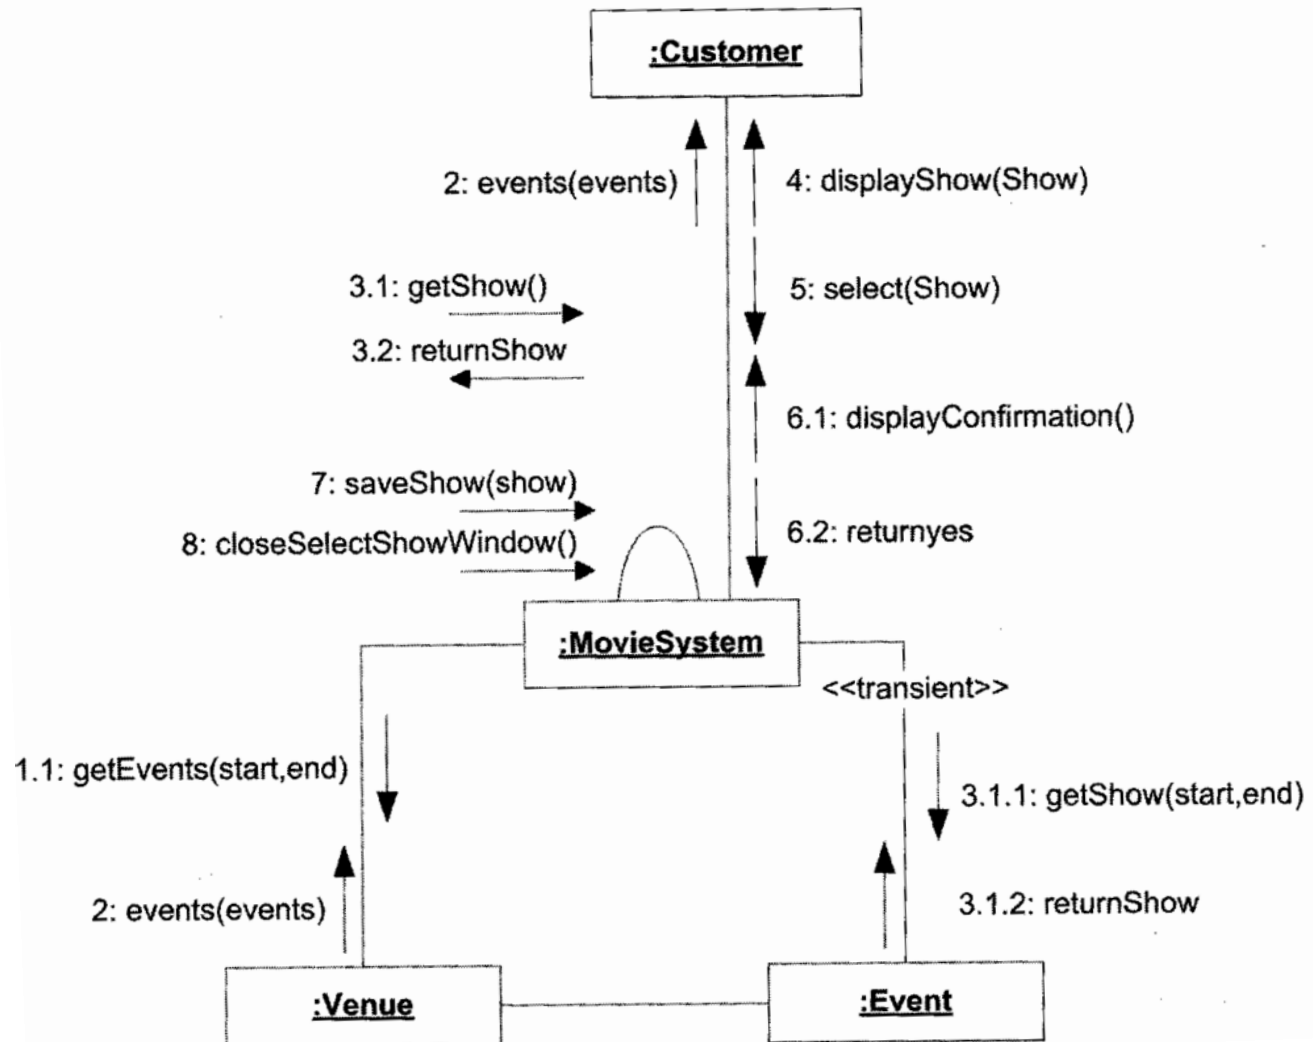 :Customer
2: events(events)
4: displayShow(Show)
3.1: getShow()
5: select(Show)
3.2: returnShow
6.1: displayConfirmation()
7: saveShow(show)
8: closeSelectShowWindow()
6.2: returnyes
:MovieSystem
<<transient>>
1.1: getEvents(start,end)
3.1.1: getShow(start,end)
2: events(events)
3.1.2: returnShow
:Venue
:Event